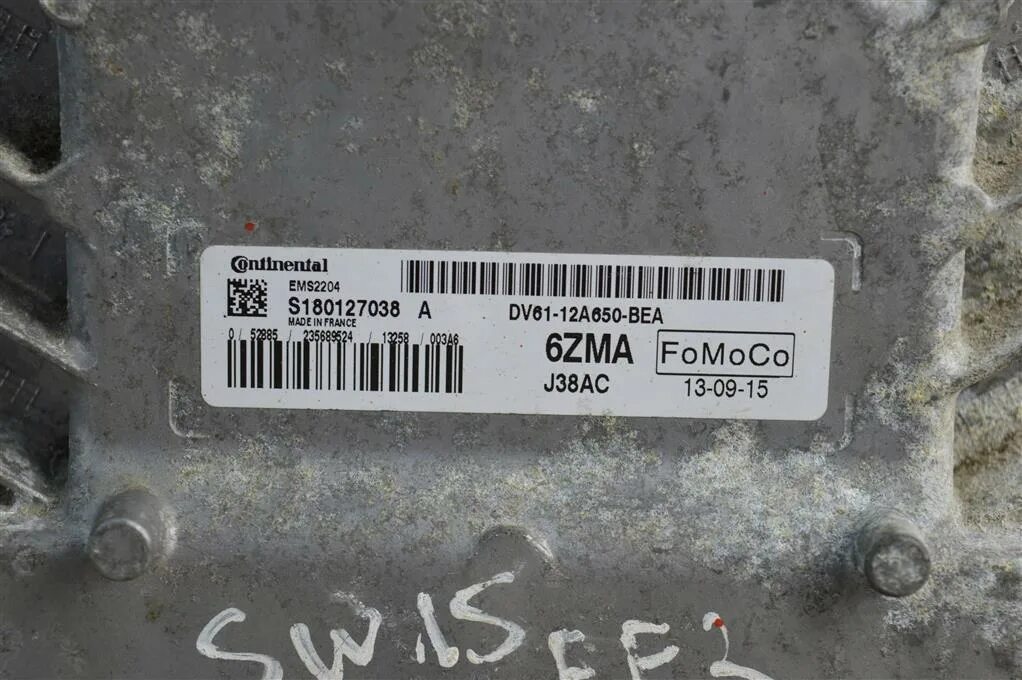 Continental
EMS2204
S180127038 A
MADE IN FRANCE
0 / 52885 / 235689524 / 13258 / 003A6
DV61-12A650-BEA
6ZMA
FoMoCo
J38AC
13-09-15